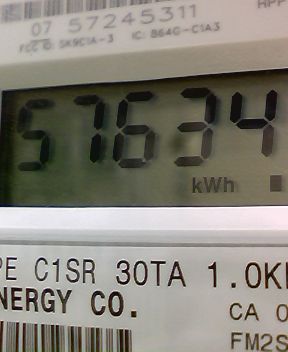 07 57245311
FCC ID: SK9C1A-3 IC: 864G-C1A3
57634
kWh
PE C1SR 30TA 1.0K
NERGY CO.
CA 0
FM2S